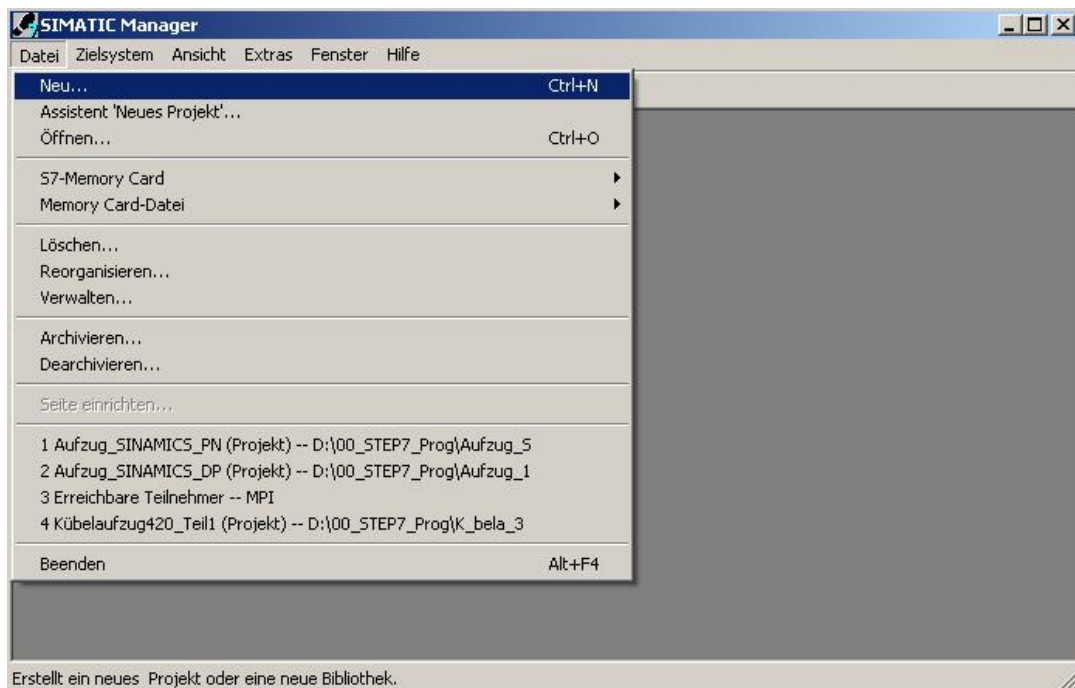 SIMATIC Manager
Datei Zielsystem Ansicht Extras Fenster Hilfe
Neu... Ctrl+N
Assistent 'Neues Projekt'...
Öffnen... Ctrl+O
S7-Memory Card
Memory Card-Datei
Löschen...
Reorganisieren...
Verwalten...
Archivieren...
Dearchivieren...
Seite einrichten...
1 Aufzug_SINAMICS_PN (Projekt) -- D:\00_STEP7_Prog\Aufzug_S
2 Aufzug_SINAMICS_DP (Projekt) -- D:\00_STEP7_Prog\Aufzug_1
3 Erreichbare Teilnehmer -- MPI
4 Kübelaufzug420_Teil1 (Projekt) -- D:\00_STEP7_Prog\K_bela_3
Beenden Alt+F4
Erstellt ein neues Projekt oder eine neue Bibliothek.